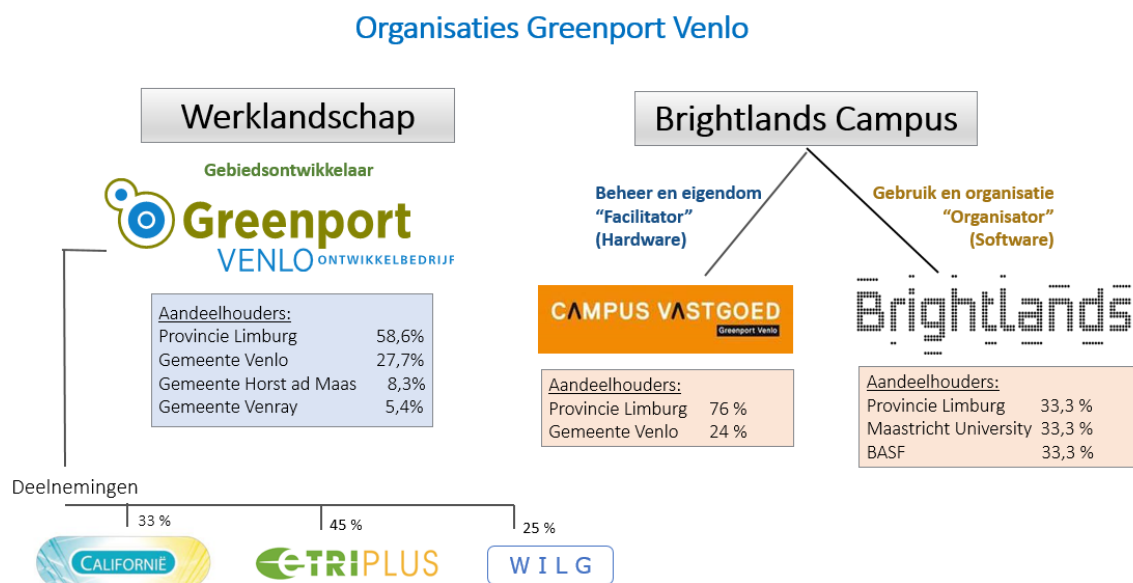 Organisaties Greenport Venlo
Werklandschap
Gebiedsontwikkelaar
Greenport
VENLO ONTWIKKELBEDRIJF
Aandeelhouders:
Provincie Limburg 58,6%
Gemeente Venlo 27,7%
Gemeente Horst ad Maas 8,3%
Gemeente Venray 5,4%
Deelnemingen
33 %
45 %
25 %
CALIFORNIË
eTRIPLUS
WILG
Brightlands Campus
Beheer en eigendom
“Facilitator”
(Hardware)
Gebruik en organisatie
“Organisator”
(Software)
CAMPUS VASTGOED
Greenport Venlo
Aandeelhouders:
Provincie Limburg 76 %
Gemeente Venlo 24 %
Brightlands
Aandeelhouders:
Provincie Limburg 33,3 %
Maastricht University 33,3 %
BASF 33,3 %